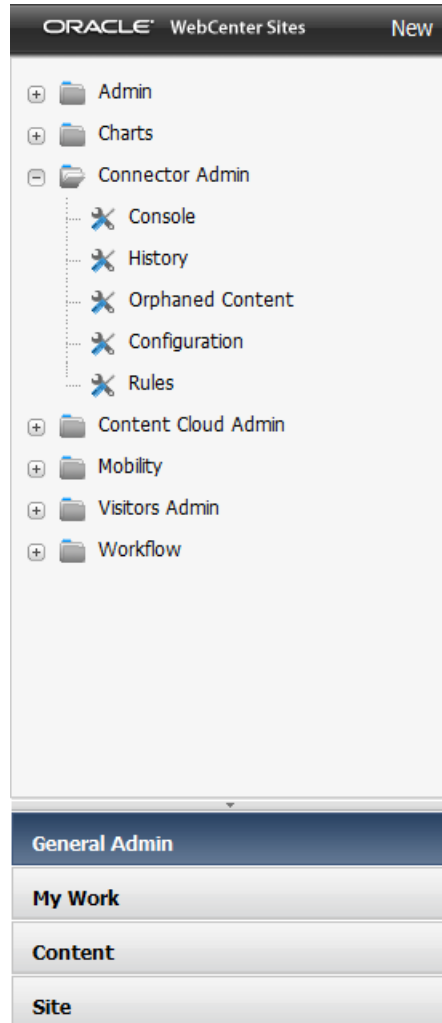 ORACLE® WebCenter Sites New
Admin
Charts
Connector Admin
Console
History
Orphaned Content
Configuration
Rules
Content Cloud Admin
Mobility
Visitors Admin
Workflow
General Admin
My Work
Content
Site